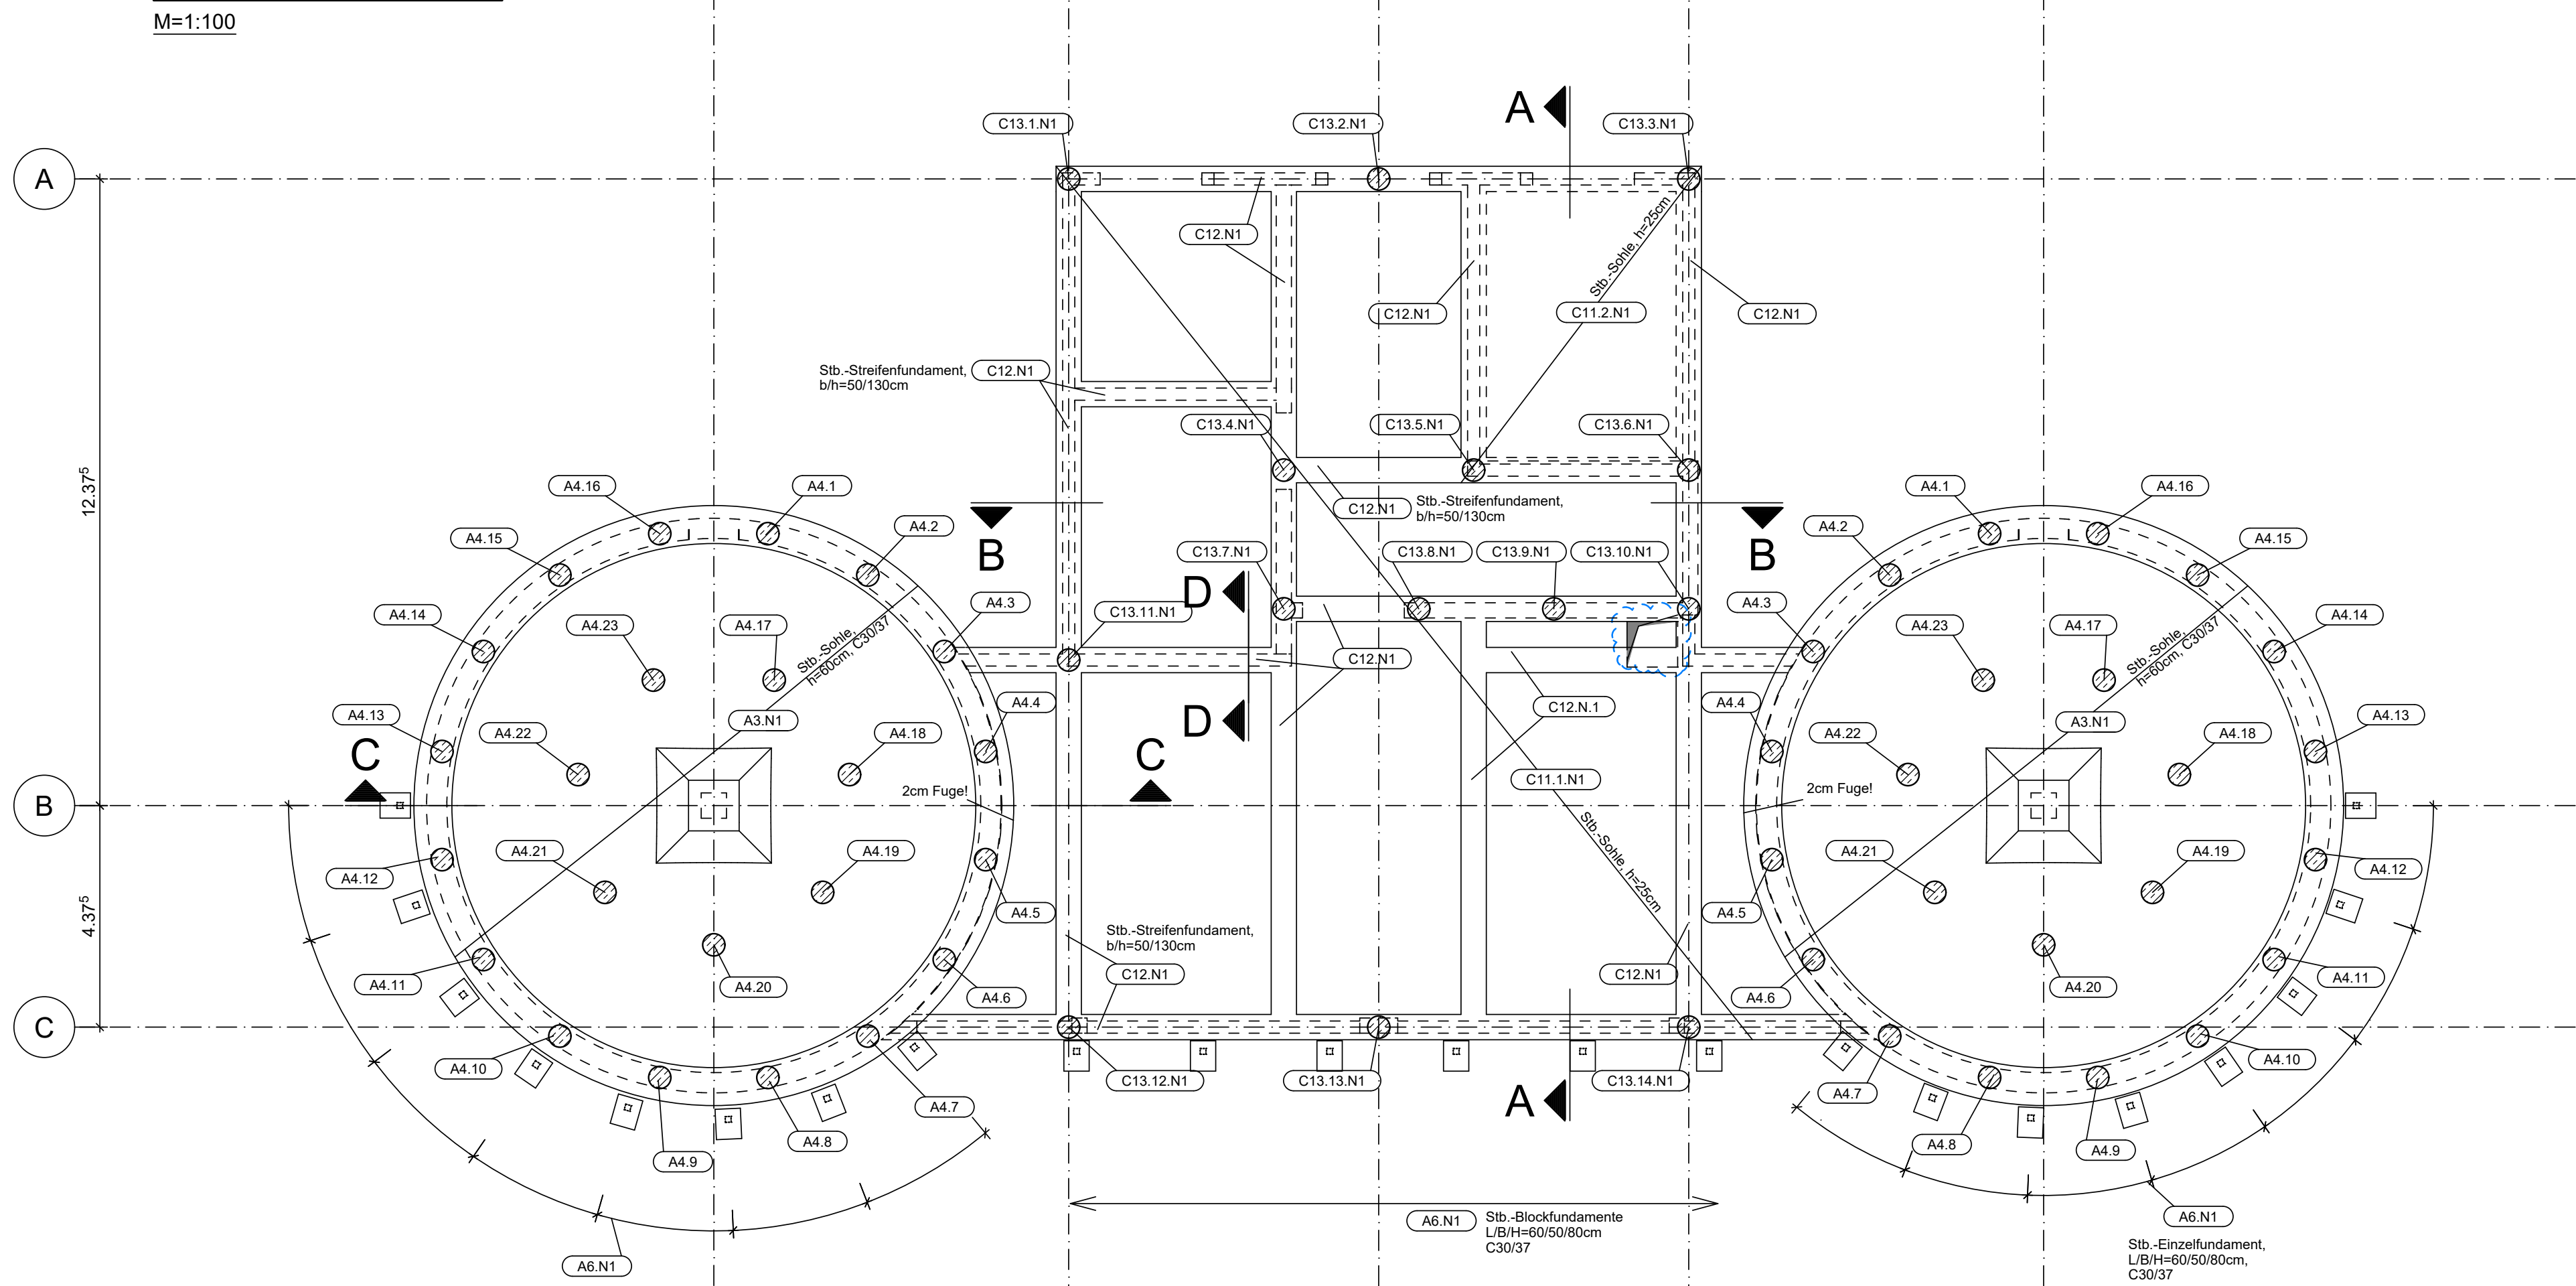 M=1:100
A
C13.1.N1
C13.2.N1
C13.3.N1
A
C12.N1
Stb.-Sohle, h=25cm
C12.N1
C11.2.N1
C12.N1
Stb.-Streifenfundament,
b/h=50/130cm
C12.N1
C13.4.N1
C13.5.N1
C13.6.N1
12.37⁵
A4.16
A4.1
A4.2
A4.15
C12.N1
Stb.-Streifenfundament,
b/h=50/130cm
A4.1
A4.16
A4.2
A4.15
B
B
C13.7.N1
C13.8.N1
C13.9.N1
C13.10.N1
D
A4.14
A4.3
C13.11.N1
A4.3
A4.14
A4.23
A4.17
Stb.-Sohle,
h=60cm, C30/37
C12.N1
A4.23
A4.17
Stb.-Sohle,
h=60cm, C30/37
A4.13
A4.22
A3.N1
A4.18
A4.4
D
C12.N.1
A4.4
A4.22
A3.N1
A4.18
A4.13
C
C
C11.1.N1
B
2cm Fuge!
2cm Fuge!
A4.12
A4.21
A4.19
A4.5
Stb.-Sohle, h=25cm
A4.5
A4.21
A4.19
A4.12
4.37⁵
Stb.-Streifenfundament,
b/h=50/130cm
C12.N1
C12.N1
A4.11
A4.20
A4.6
A4.6
A4.20
A4.11
C
A4.10
C13.12.N1
C13.13.N1
C13.14.N1
A4.10
A
A4.7
A4.7
A4.9
A4.8
A4.8
A4.9
A6.N1
A6.N1
Stb.-Blockfundamente
L/B/H=60/50/80cm
C30/37
A6.N1
Stb.-Einzelfundament,
L/B/H=60/50/80cm,
C30/37